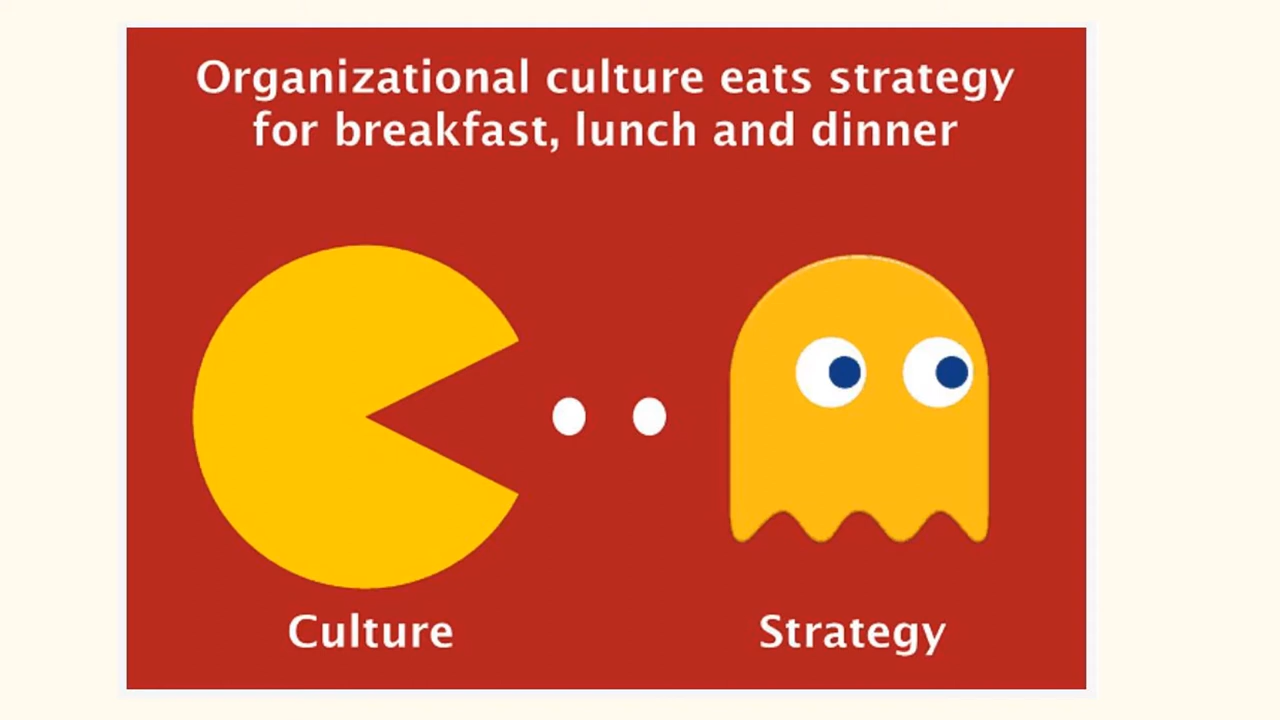 Organizational culture eats strategy
for breakfast, lunch and dinner
Culture
Strategy